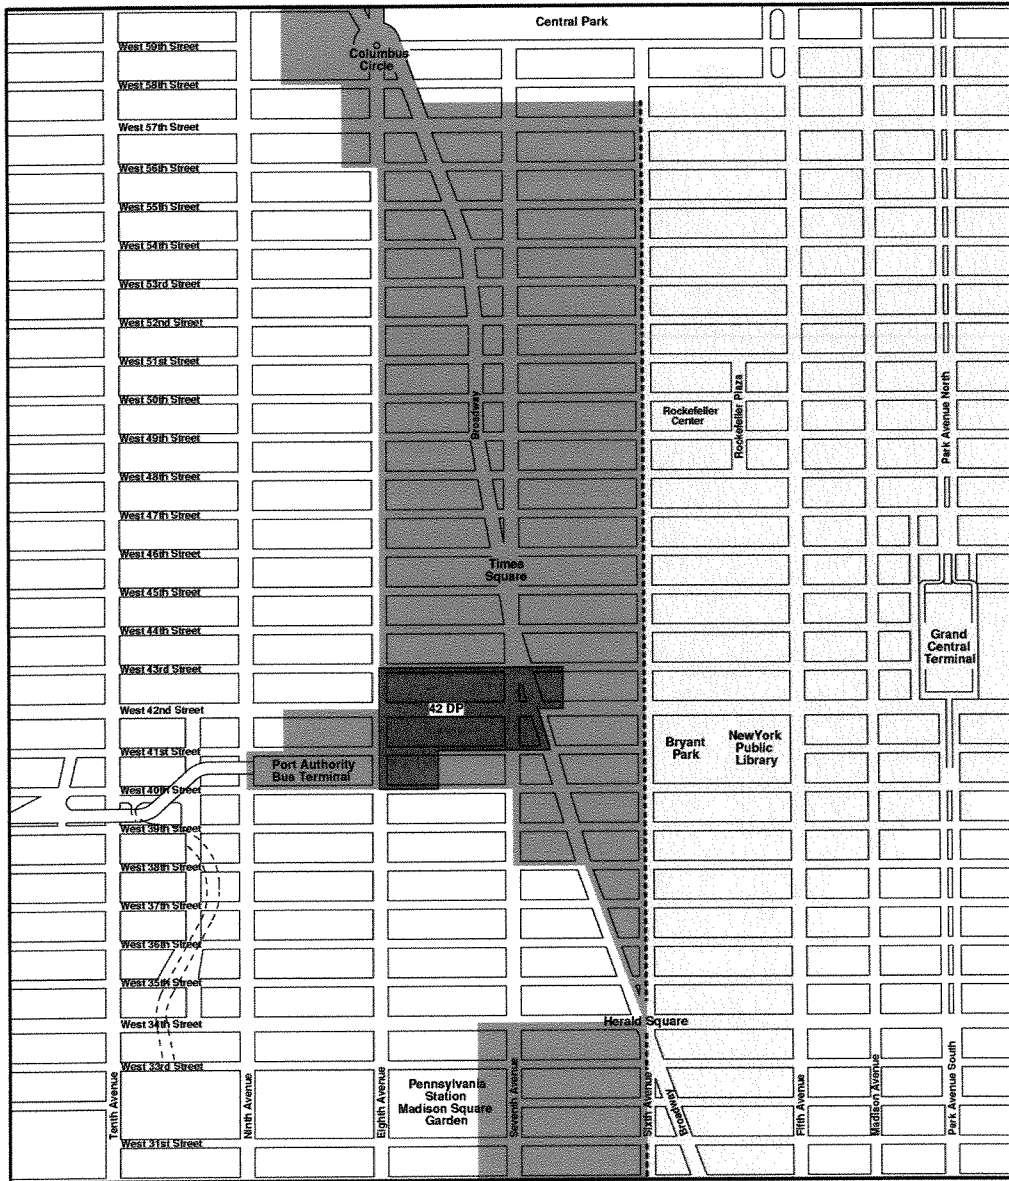 Central Park
West 59th Street
Columbus
Circle
West 58th Street
West 57th Street
West 56th Street
West 55th Street
West 54th Street
West 53rd Street
West 52nd Street
West 51st Street
West 50th Street
Broadway
Rockefeller
Center
Rockefeller Plaza
Park Avenue North
West 49th Street
West 48th Street
West 47th Street
West 46th Street
Times
Square
West 45th Street
West 44th Street
Grand
Central
Terminal
West 43rd Street
West 42nd Street
42 DP
West 41st Street
Port Authority
Bus Terminal
Bryant
Park
NewYork
Public
Library
West 40th Street
West 39th Street
West 38th Street
West 37th Street
West 36th Street
West 35th Street
West 34th Street
Herald Square
West 33rd Street
Tenth Avenue
Ninth Avenue
Eighth Avenue
Pennsylvania
Station
Madison Square
Garden
Seventh Avenue
Sixth Avenue
Broadway
Fifth Avenue
Madison Avenue
Park Avenue South
West 31st Street